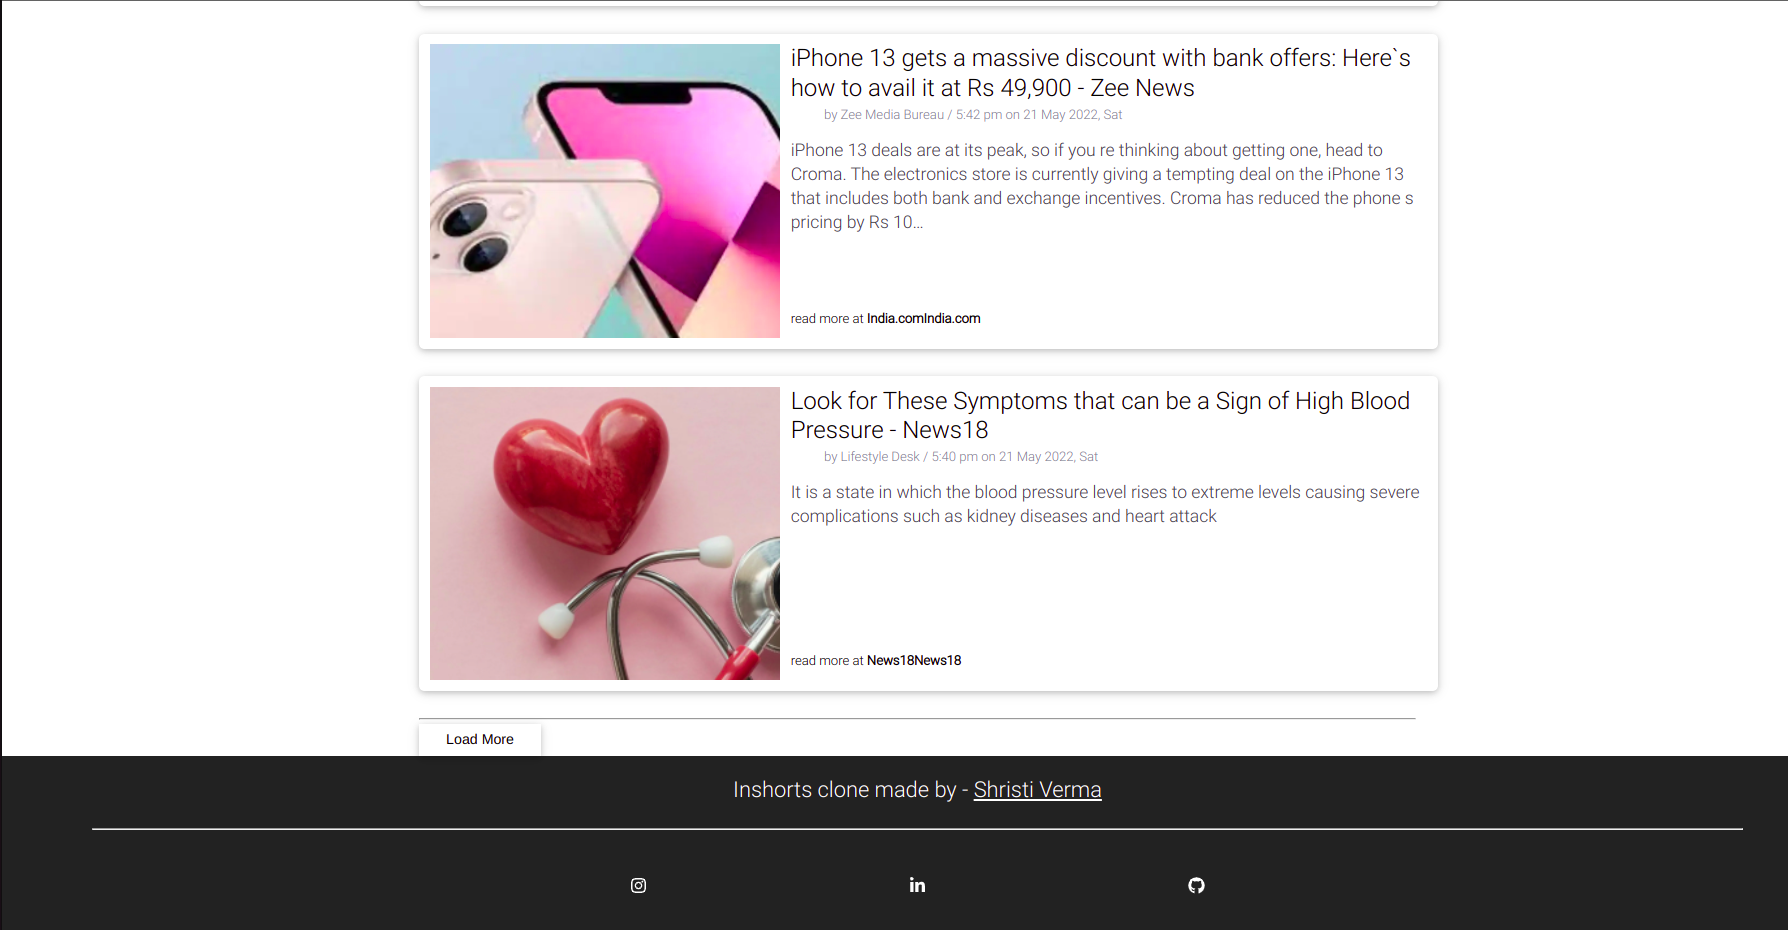 iPhone 13 gets a massive discount with bank offers: Here`s
how to avail it at Rs 49,900 - Zee News
by Zee Media Bureau / 5:42 pm on 21 May 2022, Sat
iPhone 13 deals are at its peak, so if you re thinking about getting one, head to
Croma. The electronics store is currently giving a tempting deal on the iPhone 13
that includes both bank and exchange incentives. Croma has reduced the phone s
pricing by Rs 10…
read more at India.comIndia.com
Look for These Symptoms that can be a Sign of High Blood
Pressure - News18
by Lifestyle Desk / 5:40 pm on 21 May 2022, Sat
It is a state in which the blood pressure level rises to extreme levels causing severe
complications such as kidney diseases and heart attack
read more at News18News18
Load More
Inshorts clone made by - Shristi Verma